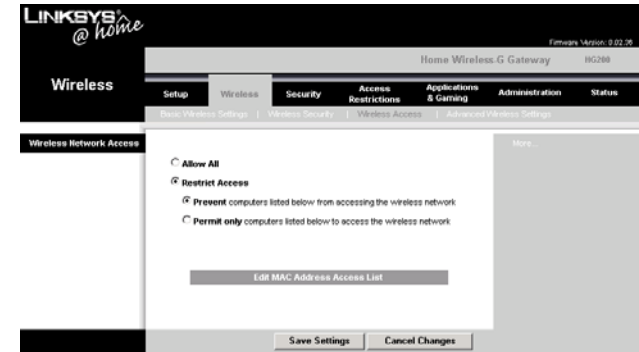 LINKSYS®
@ home
Firmware Version: 0.02.26
Home Wireless-G Gateway HG200
Wireless
Setup Wireless Security Access Restrictions Applications & Gaming Administration Status
Basic Wireless Settings | Wireless Security | Wireless Access | Advanced Wireless Settings
Wireless Network Access
More...
Allow All
Restrict Access
Prevent computers listed below from accessing the wireless network
Permit only computers listed below to access the wireless network
Edit MAC Address Access List
Save Settings Cancel Changes